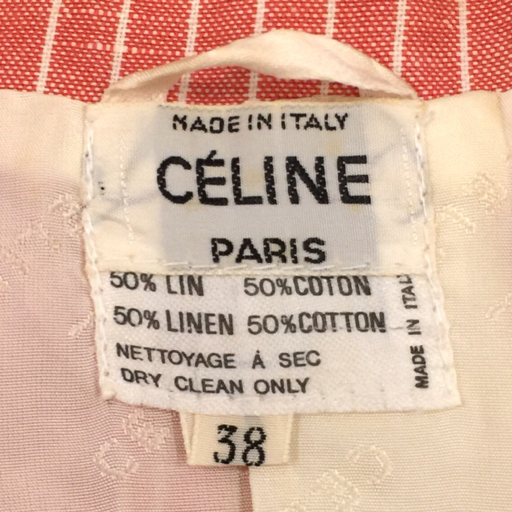 MADE IN ITALY
CÉLINE
PARIS
50% LIN 50% COTON
50% LINEN 50% COTTON
NETTOYAGE À SEC
DRY CLEAN ONLY
MADE IN ITALY
38